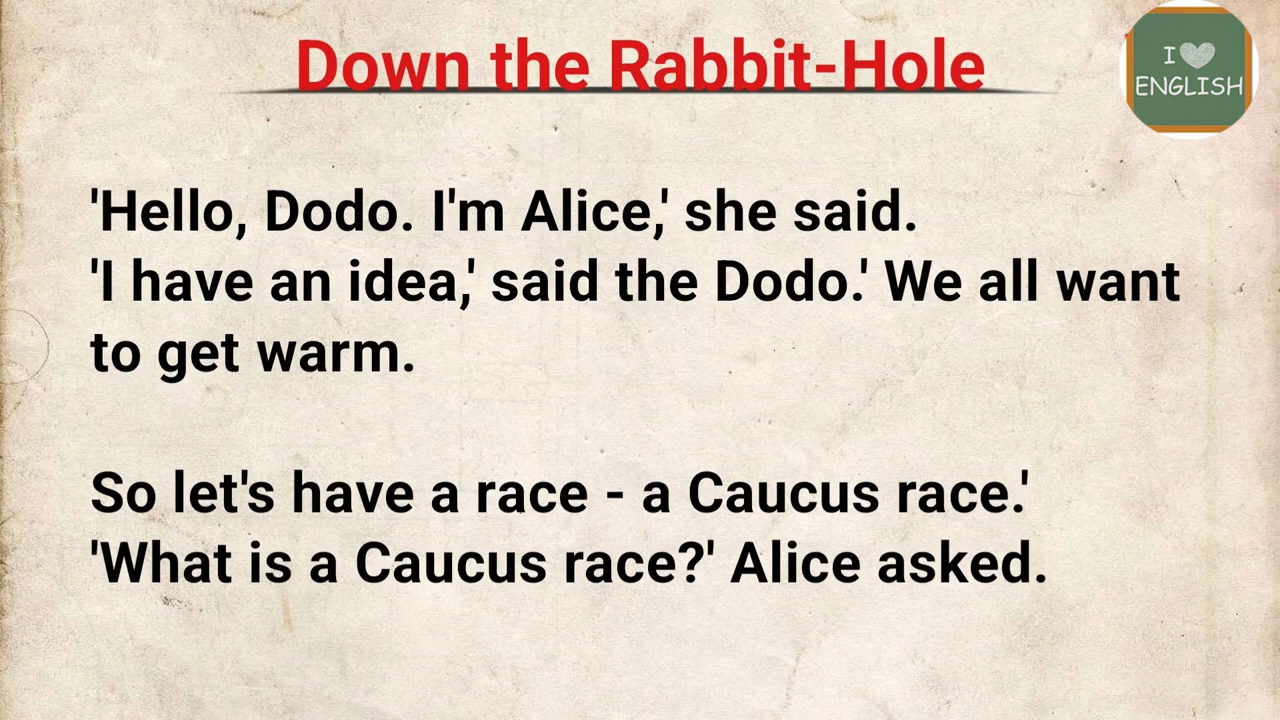 Down the Rabbit-Hole
I
ENGLISH
'Hello, Dodo. I'm Alice,' she said.
'I have an idea,' said the Dodo.' We all want
to get warm.
So let's have a race - a Caucus race.'
'What is a Caucus race?' Alice asked.